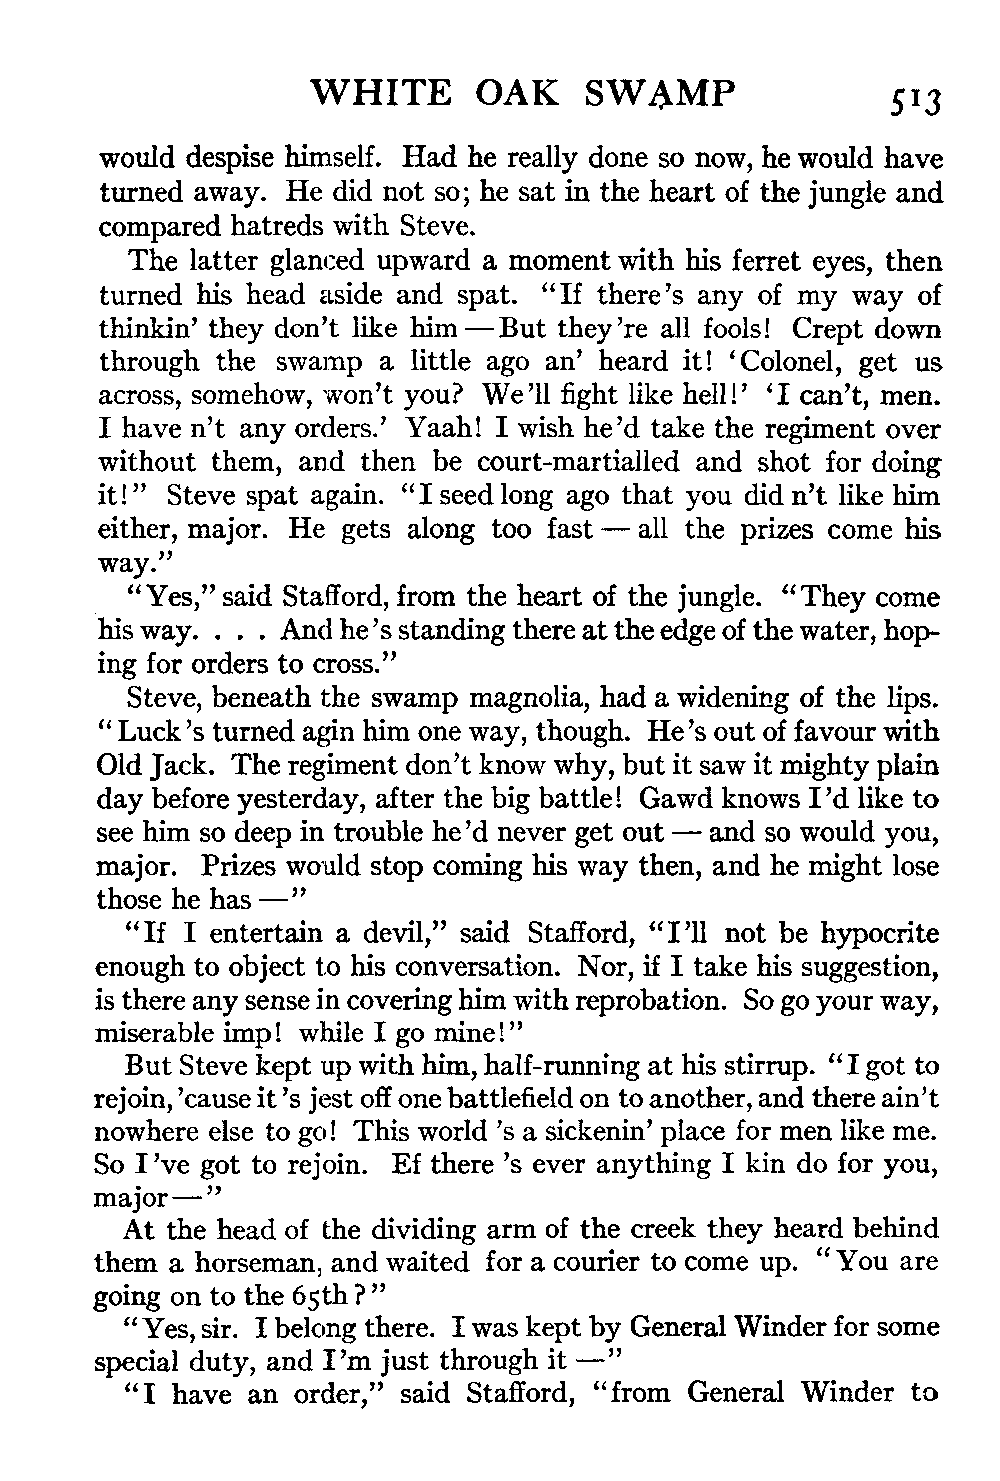 WHITE OAK SWAMP 513
would despise himself. Had he really done so now, he would have
turned away. He did not so; he sat in the heart of the jungle and
compared hatreds with Steve.
The latter glanced upward a moment with his ferret eyes, then
turned his head aside and spat. "If there's any of my way of
thinkin' they don't like him — But they're all fools! Crept down
through the swamp a little ago an' heard it! 'Colonel, get us
across, somehow, won't you? We'll fight like hell!' 'I can't, men.
I have n't any orders.' Yaah! I wish he'd take the regiment over
without them, and then be court-martialled and shot for doing
it!" Steve spat again. "I seed long ago that you did n't like him
either, major. He gets along too fast — all the prizes come his
way."
"Yes," said Stafford, from the heart of the jungle. "They come
his way. . . . And he's standing there at the edge of the water, hop-
ing for orders to cross."
Steve, beneath the swamp magnolia, had a widening of the lips.
"Luck's turned agin him one way, though. He's out of favour with
Old Jack. The regiment don't know why, but it saw it mighty plain
day before yesterday, after the big battle! Gawd knows I'd like to
see him so deep in trouble he'd never get out — and so would you,
major. Prizes would stop coming his way then, and he might lose
those he has —"
"If I entertain a devil," said Stafford, "I'll not be hypocrite
enough to object to his conversation. Nor, if I take his suggestion,
is there any sense in covering him with reprobation. So go your way,
miserable imp! while I go mine!"
But Steve kept up with him, half-running at his stirrup. "I got to
rejoin, 'cause it's jest off one battlefield on to another, and there ain't
nowhere else to go! This world 's a sickenin' place for men like me.
So I've got to rejoin. Ef there 's ever anything I kin do for you,
major —"
At the head of the dividing arm of the creek they heard behind
them a horseman, and waited for a courier to come up. "You are
going on to the 65th?"
"Yes, sir. I belong there. I was kept by General Winder for some
special duty, and I'm just through it —"
"I have an order," said Stafford, "from General Winder to